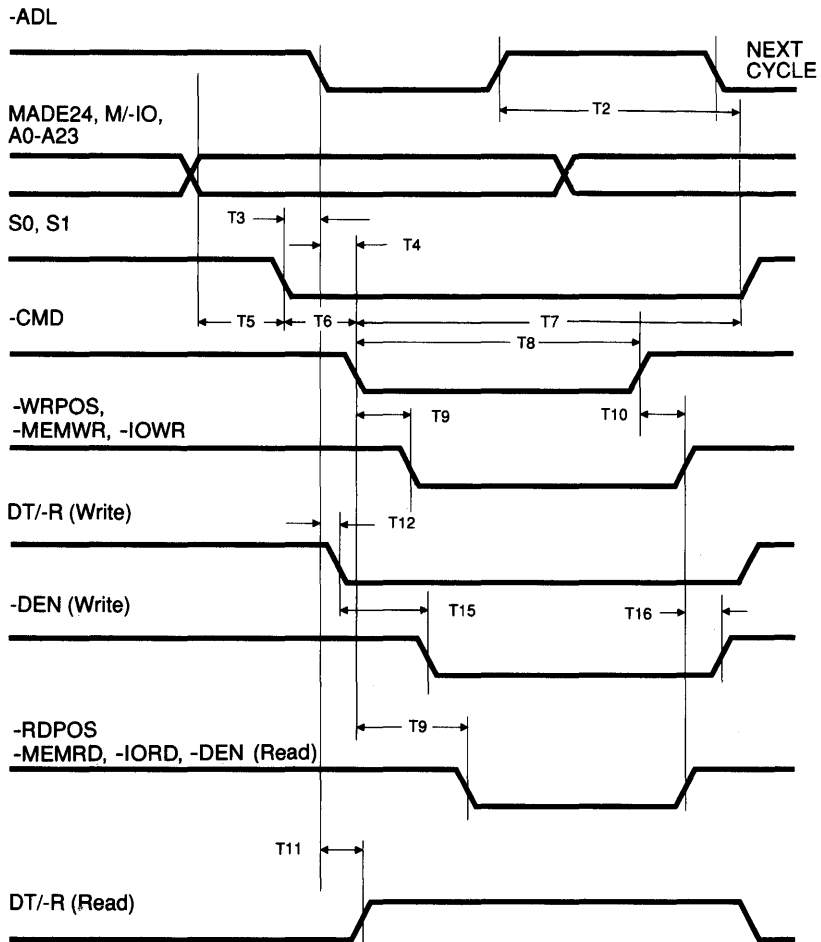 -ADL
NEXT
CYCLE
T2
MADE24, M/-IO,
A0-A23
T3
S0, S1
T4
-CMD
T5
T6
T7
T8
-WRPOS,
-MEMWR, -IOWR
T9
T10
DT/-R (Write)
T12
-DEN (Write)
T15
T16
-RDPOS
-MEMRD, -IORD, -DEN (Read)
T9
T11
DT/-R (Read)